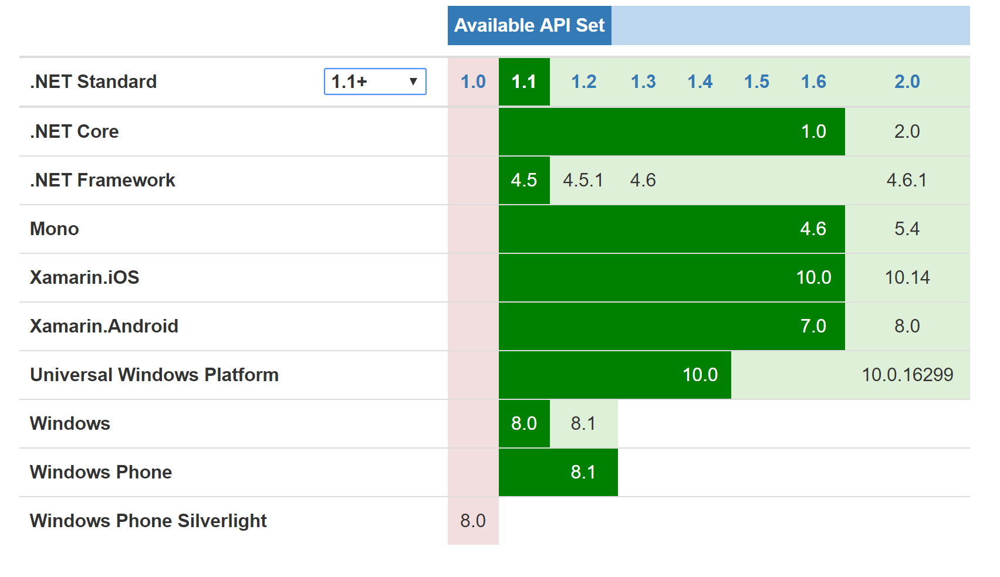 Available API Set
.NET Standard 1.1+ ▼ 1.0 1.1 1.2 1.3 1.4 1.5 1.6 2.0
.NET Core 1.0 2.0
.NET Framework 4.5 4.5.1 4.6 4.6.1
Mono 4.6 5.4
Xamarin.iOS 10.0 10.14
Xamarin.Android 7.0 8.0
Universal Windows Platform 10.0 10.0.16299
Windows 8.0 8.1
Windows Phone 8.1
Windows Phone Silverlight 8.0